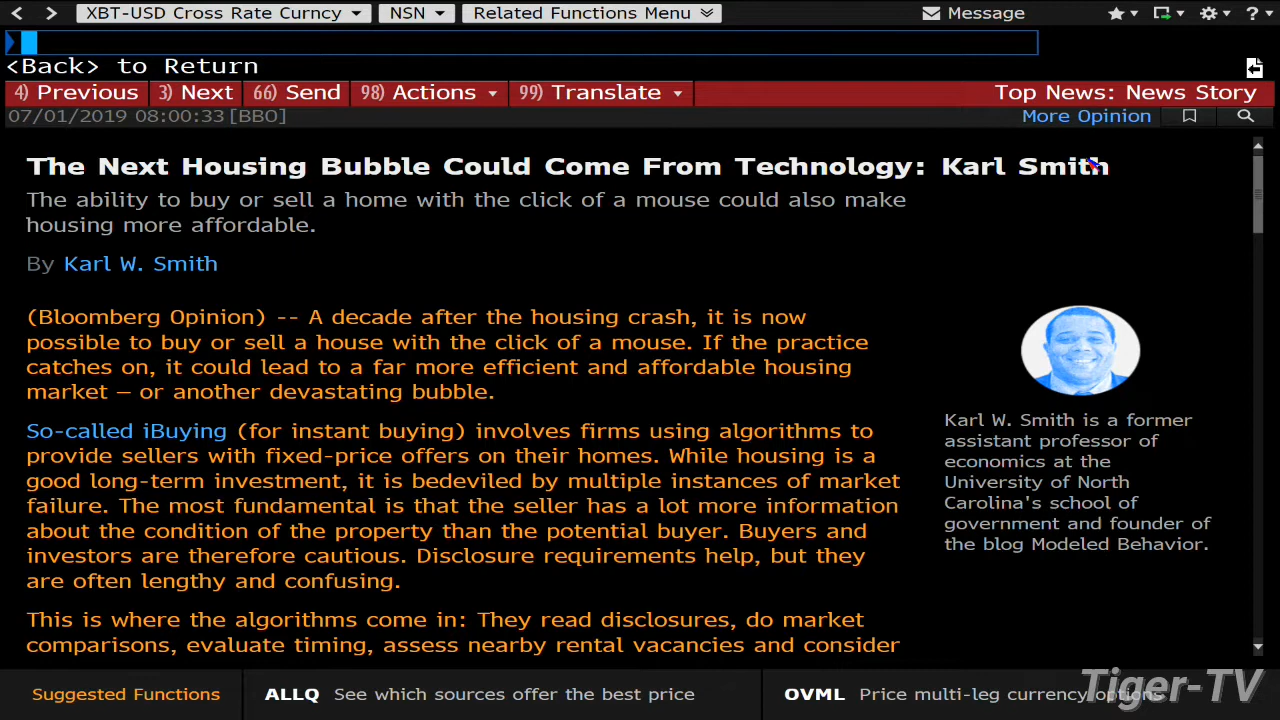 XBT-USD Cross Rate Curncy NSN Related Functions Menu Message ?
<Back> to Return
4) Previous 3) Next 66) Send 98) Actions 99) Translate Top News: News Story
07/01/2019 08:00:33 [BBO] More Opinion
The Next Housing Bubble Could Come From Technology: Karl Smith
The ability to buy or sell a home with the click of a mouse could also make
housing more affordable.
By Karl W. Smith
(Bloomberg Opinion) -- A decade after the housing crash, it is now
possible to buy or sell a house with the click of a mouse. If the practice
catches on, it could lead to a far more efficient and affordable housing
market — or another devastating bubble.
So-called iBuying (for instant buying) involves firms using algorithms to
provide sellers with fixed-price offers on their homes. While housing is a
good long-term investment, it is bedeviled by multiple instances of market
failure. The most fundamental is that the seller has a lot more information
about the condition of the property than the potential buyer. Buyers and
investors are therefore cautious. Disclosure requirements help, but they
are often lengthy and confusing.
This is where the algorithms come in: They read disclosures, do market
comparisons, evaluate timing, assess nearby rental vacancies and consider
Karl W. Smith is a former
assistant professor of
economics at the
University of North
Carolina's school of
government and founder of
the blog Modeled Behavior.
Suggested Functions ALLQ See which sources offer the best price OVML Price multi-leg currency options
Tiger-TV